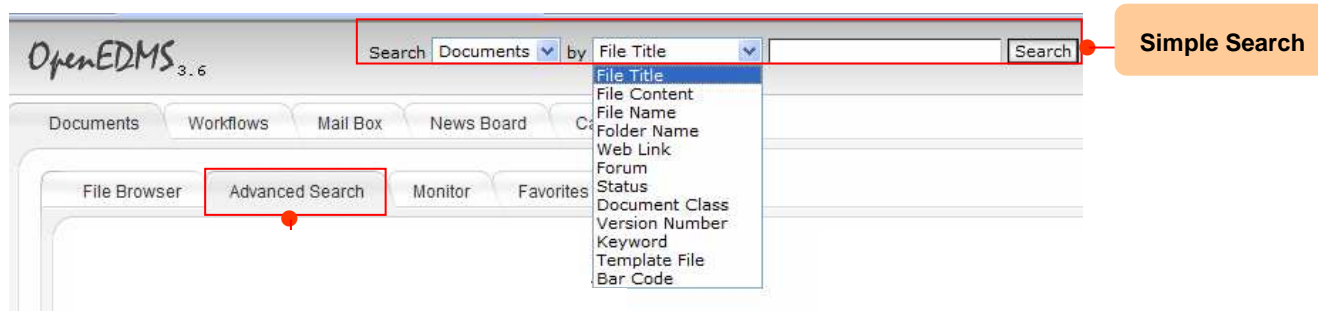 OpenEDMS 3.6
Search Documents by File Title Search
Simple Search
File Title
File Content
File Name
Folder Name
Web Link
Forum
Status
Document Class
Version Number
Keyword
Template File
Bar Code
Documents Workflows Mail Box News Board
File Browser Advanced Search Monitor Favorites